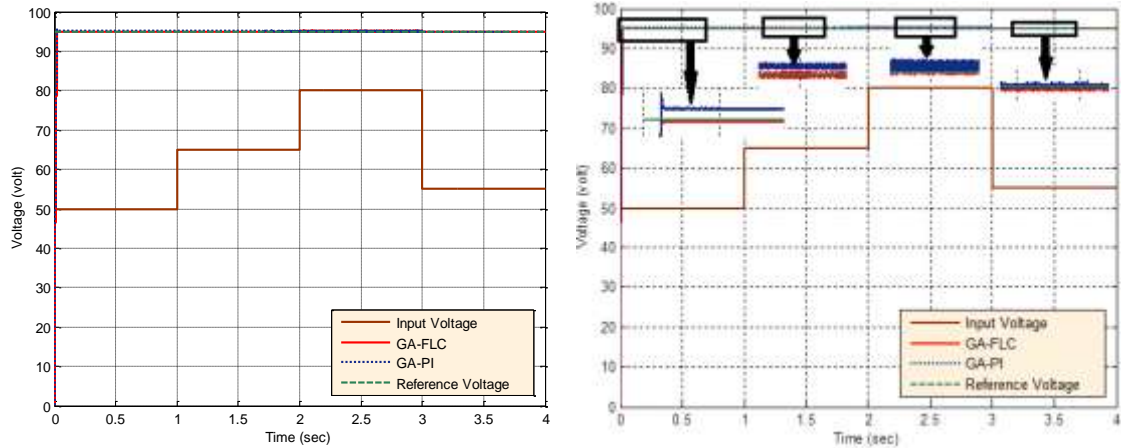 100
90
80
70
60
50
40
30
20
10
0
Voltage (volt)
0 0.5 1 1.5 2 2.5 3 3.5 4
Time (sec)
Input Voltage
GA-FLC
GA-PI
Reference Voltage
100
90
80
70
60
50
40
30
20
10
0
Voltage (volt)
0 0.5 1 1.5 2 2.5 3 3.5 4
Time (sec)
Input Voltage
GA-FLC
GA-PI
Reference Voltage